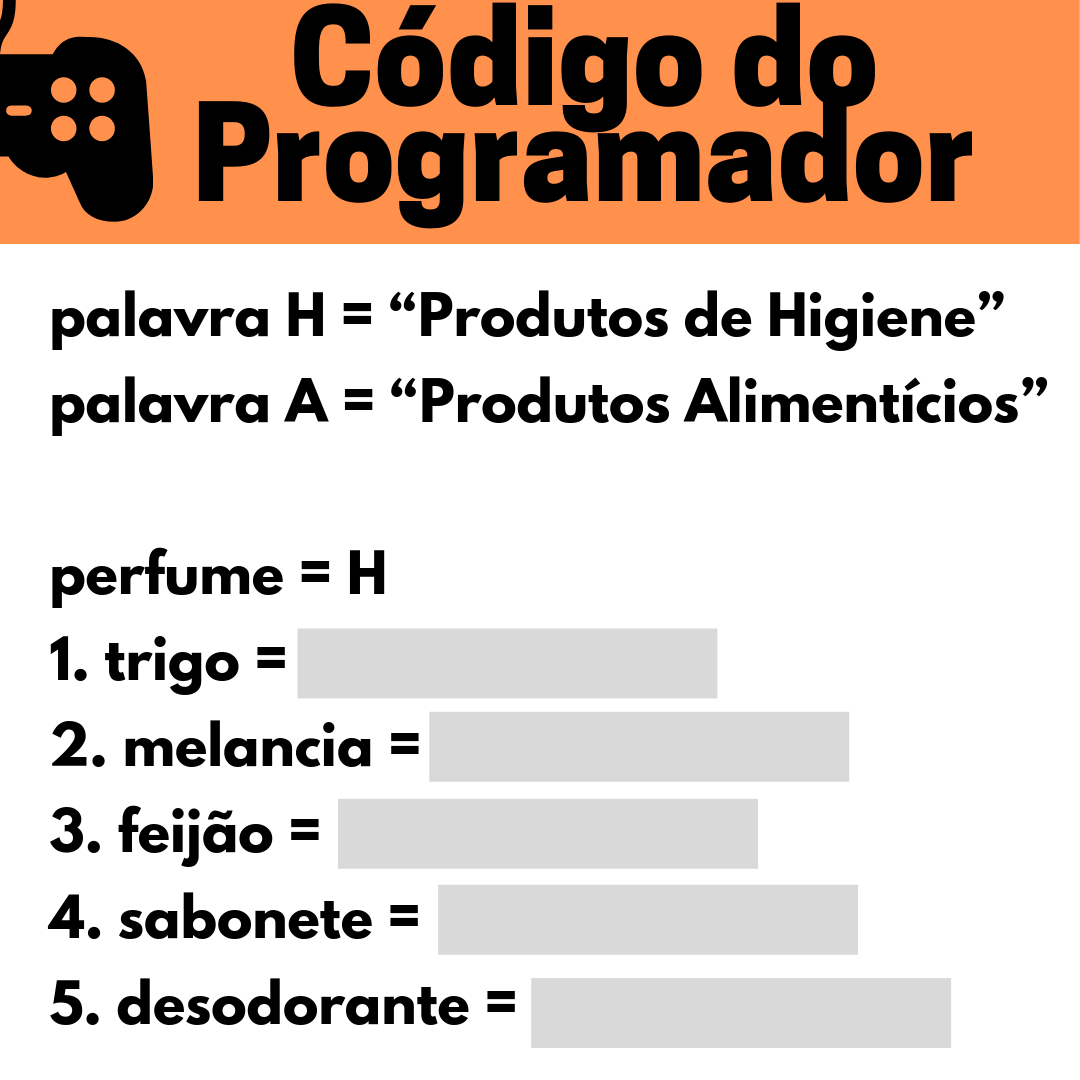 Código do
Programador
palavra H = “Produtos de Higiene”
palavra A = “Produtos Alimentícios”
perfume = H
1. trigo =
2. melancia =
3. feijão =
4. sabonete =
5. desodorante =